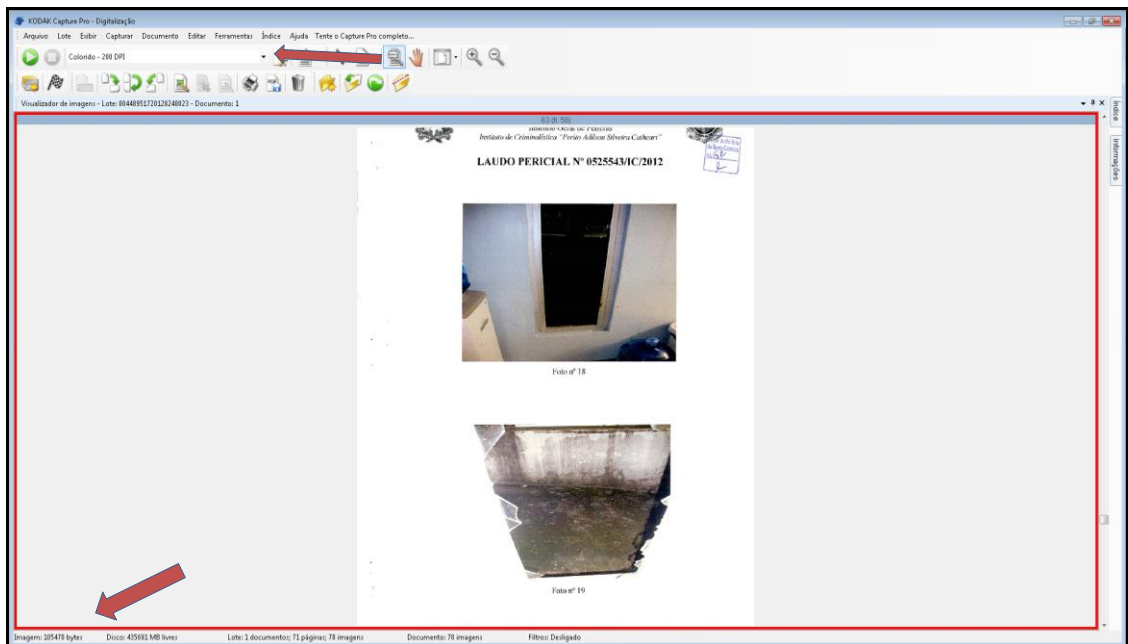 KODAK Capture Pro - Digitalização
Arquivo Lote Exibir Capturar Documento Editar Ferramentas Índice Ajuda Tente o Capture Pro completo...
Colorido - 200 DPI
Visualizador de imagens - Lote: 00448951720128240023 - Documento: 1
Índice
Informações
Instituto de Criminalística "Perito Adilson Silveira Cathcart"
LAUDO PERICIAL Nº 0525543/IC/2012
Foto nº 18
Foto nº 19
Imagem: 105470 bytes Disco: 435691 MB livres Lote: 1 documentos; 71 páginas; 78 imagens Documento: 78 imagens Filtros: Desligado